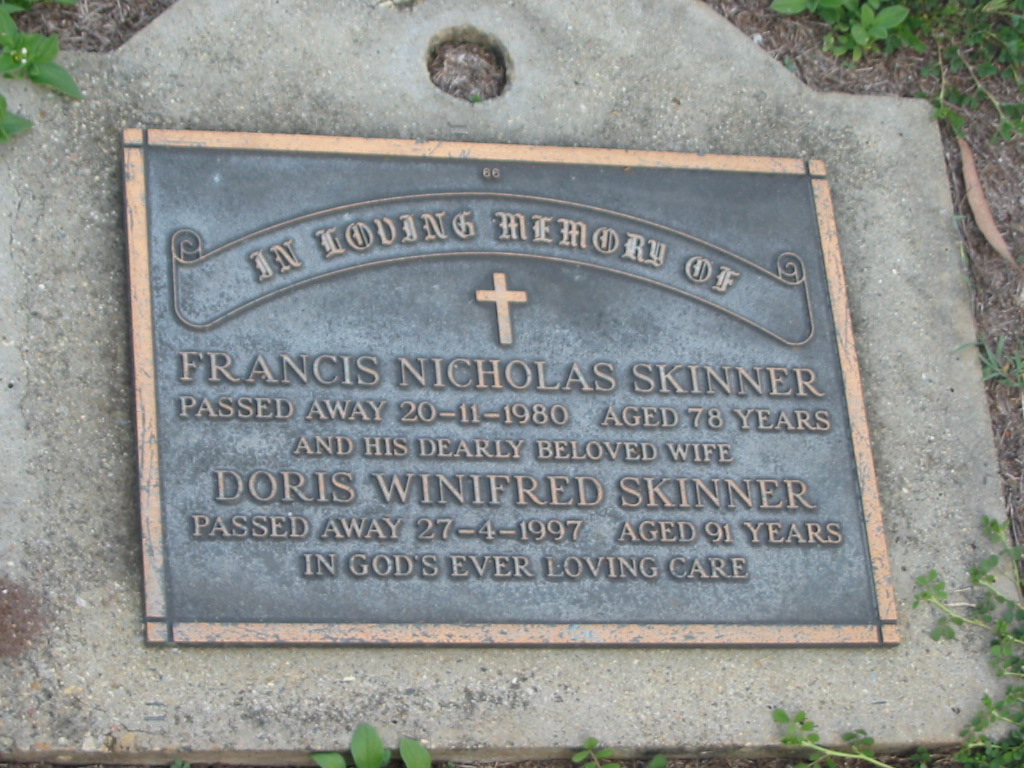 66
IN LOVING MEMORY OF
FRANCIS NICHOLAS SKINNER
PASSED AWAY 20-11-1980 AGED 78 YEARS
AND HIS DEARLY BELOVED WIFE
DORIS WINIFRED SKINNER
PASSED AWAY 27-4-1997 AGED 91 YEARS
IN GOD'S EVER LOVING CARE